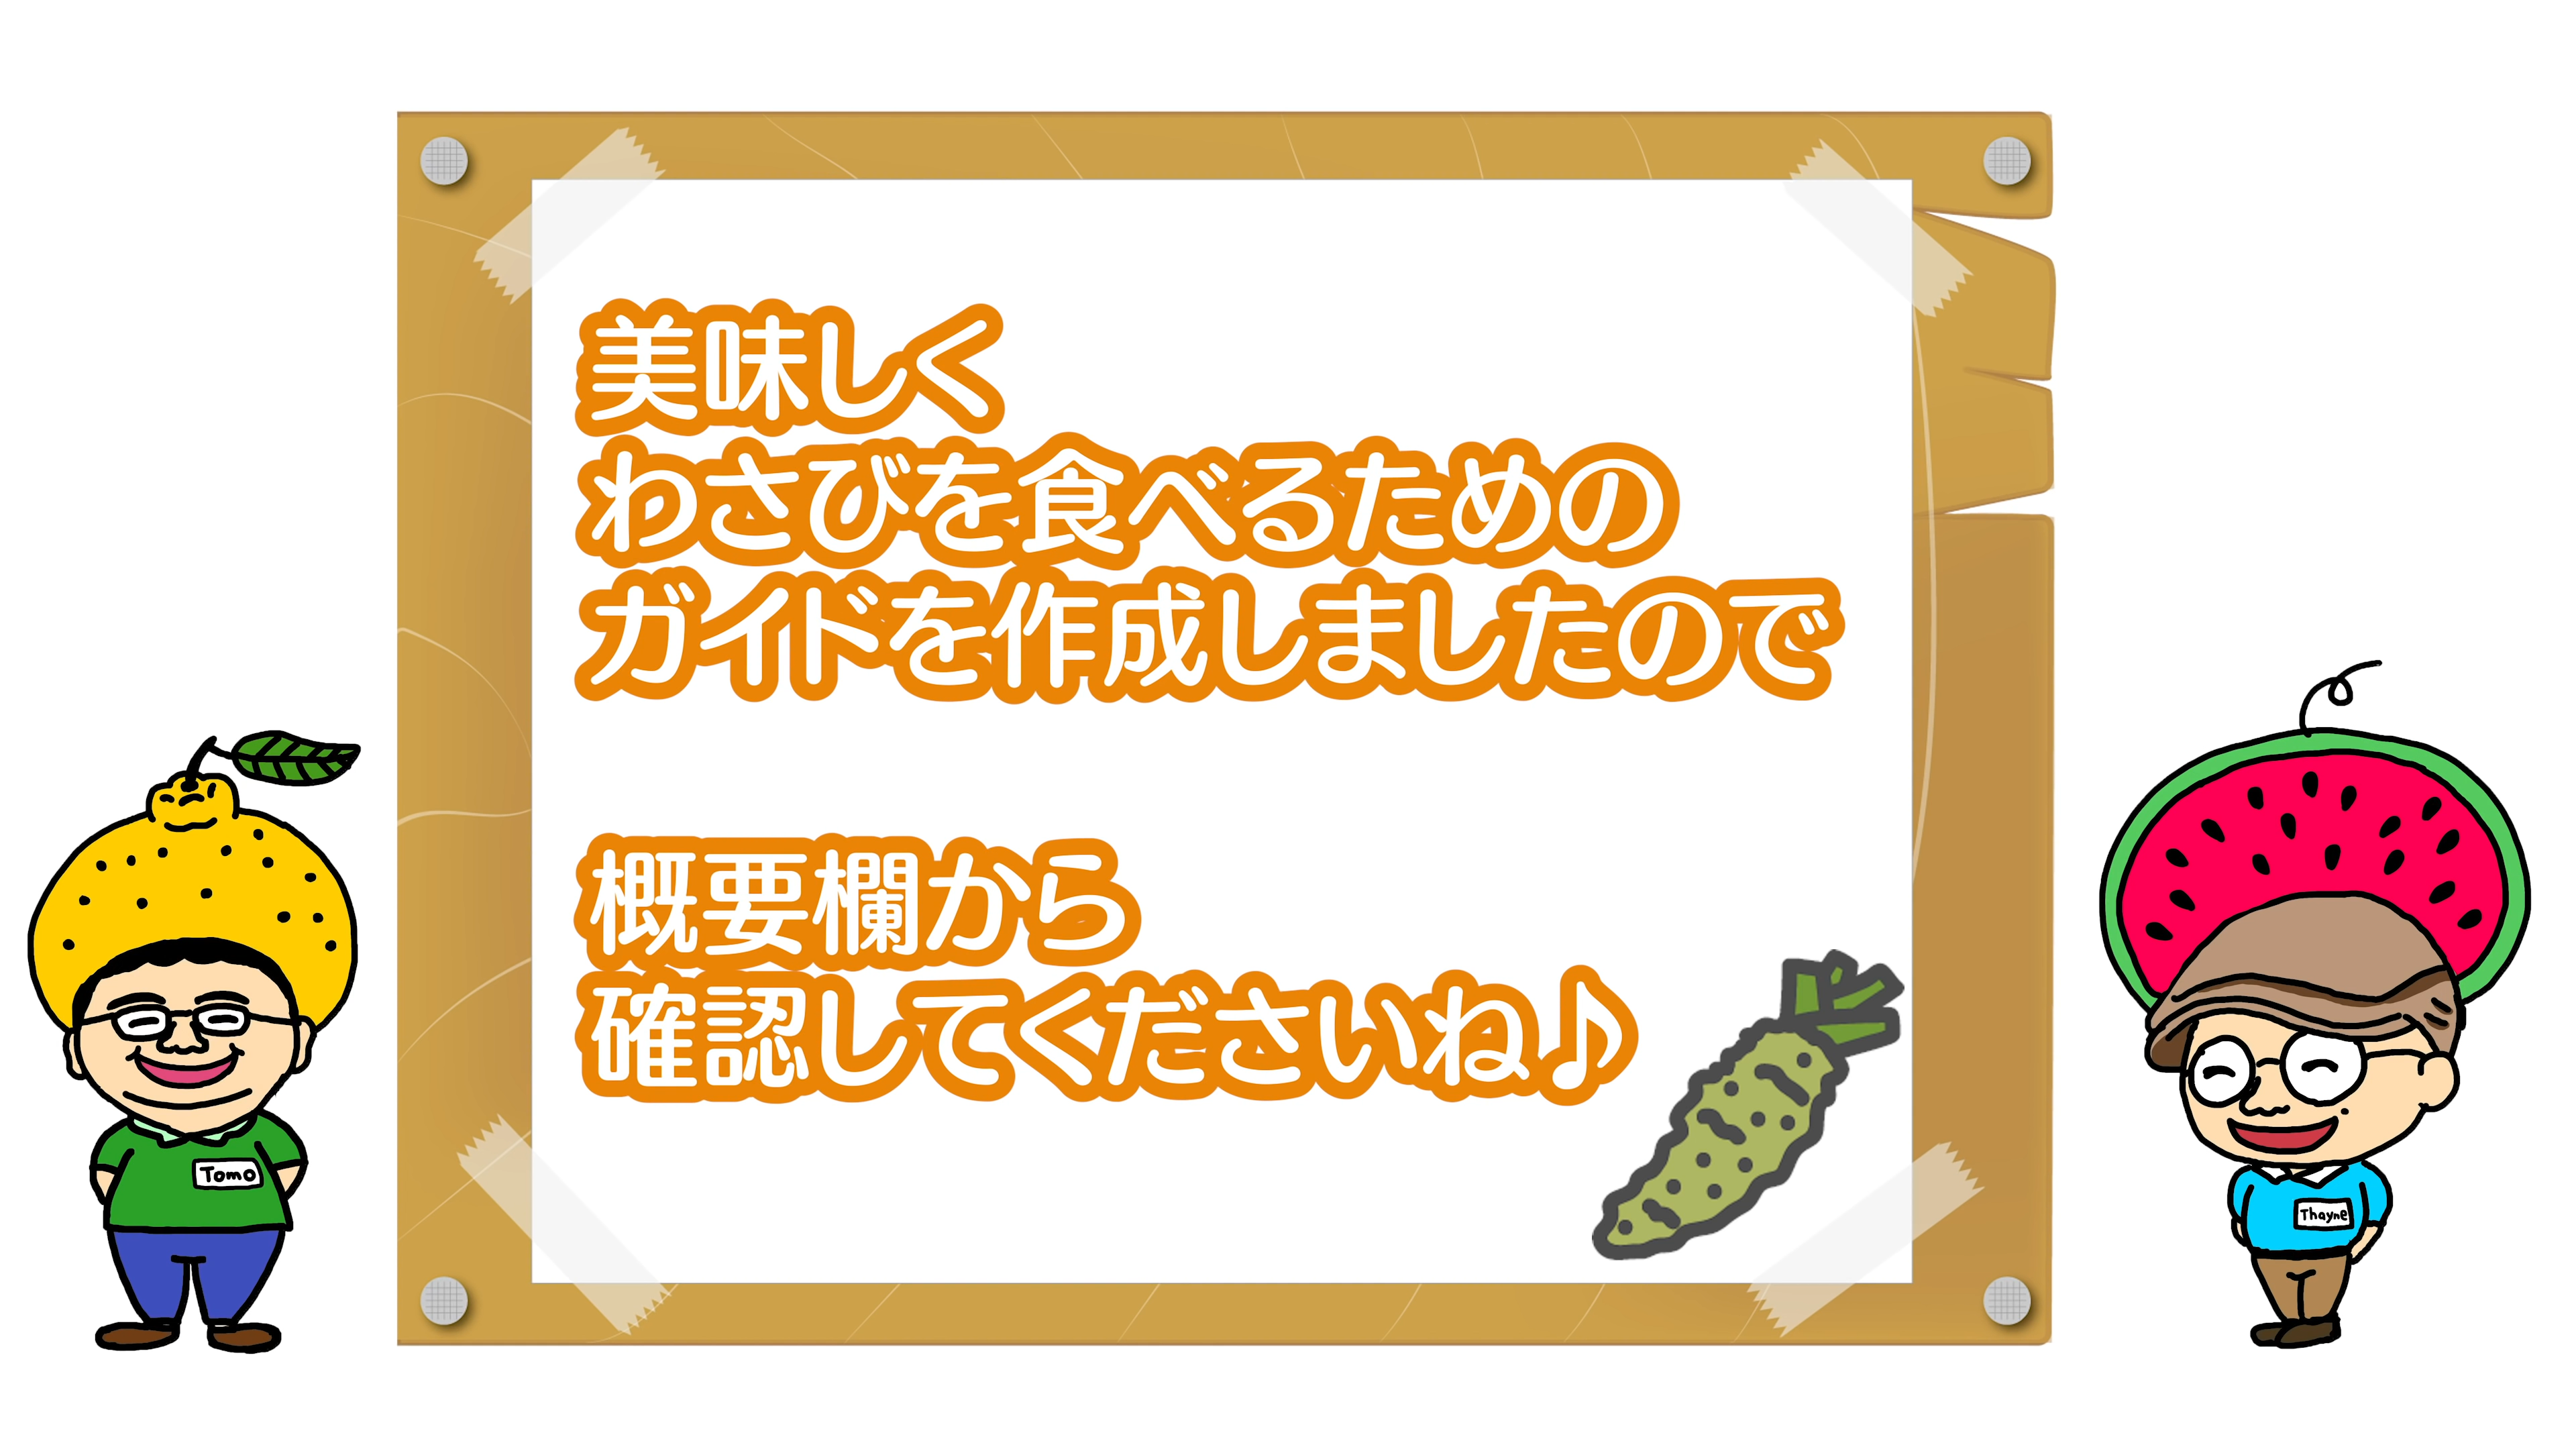 美味しく
わさびを食べるための
ガイドを作成しましたので
概要欄から
確認してくださいね♪
Tomo
Thayne